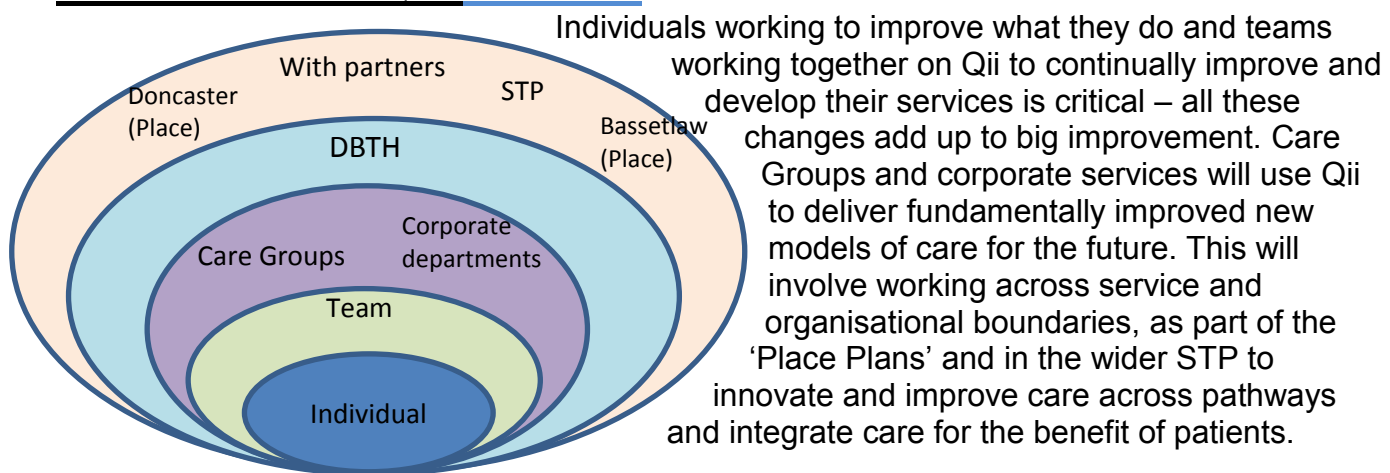 Individuals working to improve what they do and teams
working together on Qii to continually improve and
develop their services is critical – all these
changes add up to big improvement. Care
Groups and corporate services will use Qii
to deliver fundamentally improved new
models of care for the future. This will
involve working across service and
organisational boundaries, as part of the
‘Place Plans’ and in the wider STP to
innovate and improve care across pathways
and integrate care for the benefit of patients.
With partners
STP
Doncaster
(Place)
Bassetlaw
(Place)
DBTH
Corporate
departments
Care Groups
Team
Individual